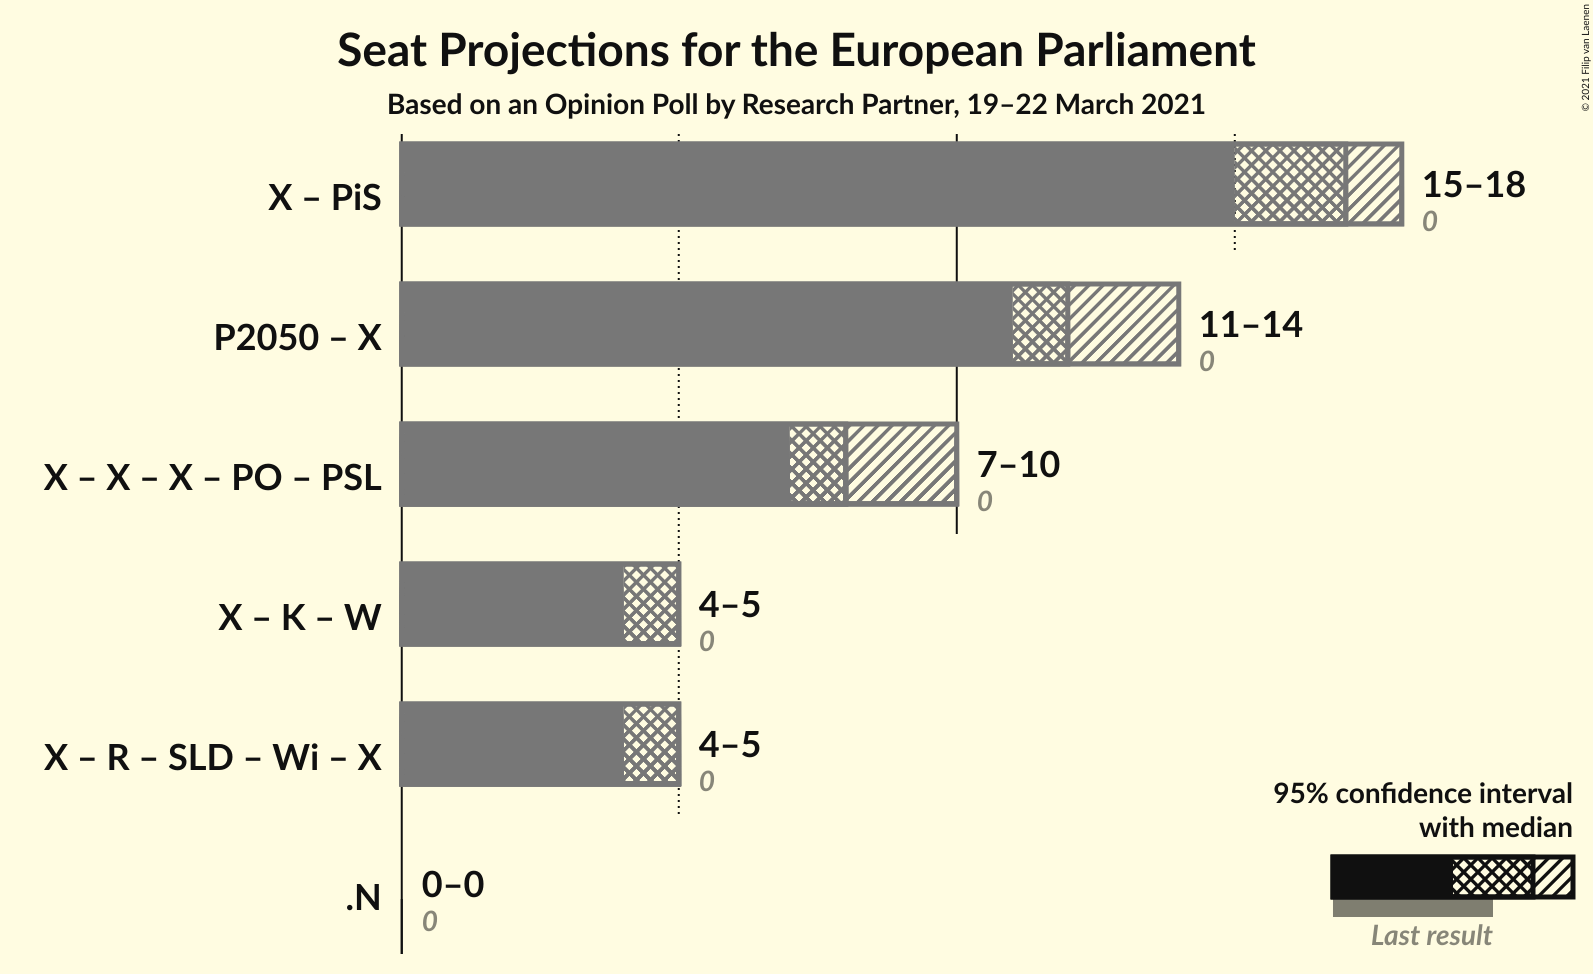 Seat Projections for the European Parliament
Based on an Opinion Poll by Research Partner, 19–22 March 2021
© 2021 Filip van Laenen
X – PiS
15–18
0
P2050 – X
11–14
0
X – X – X – PO – PSL
7–10
0
X – K – W
4–5
0
X – R – SLD – Wi – X
4–5
0
.N
0–0
0
95% confidence interval
with median
Last result